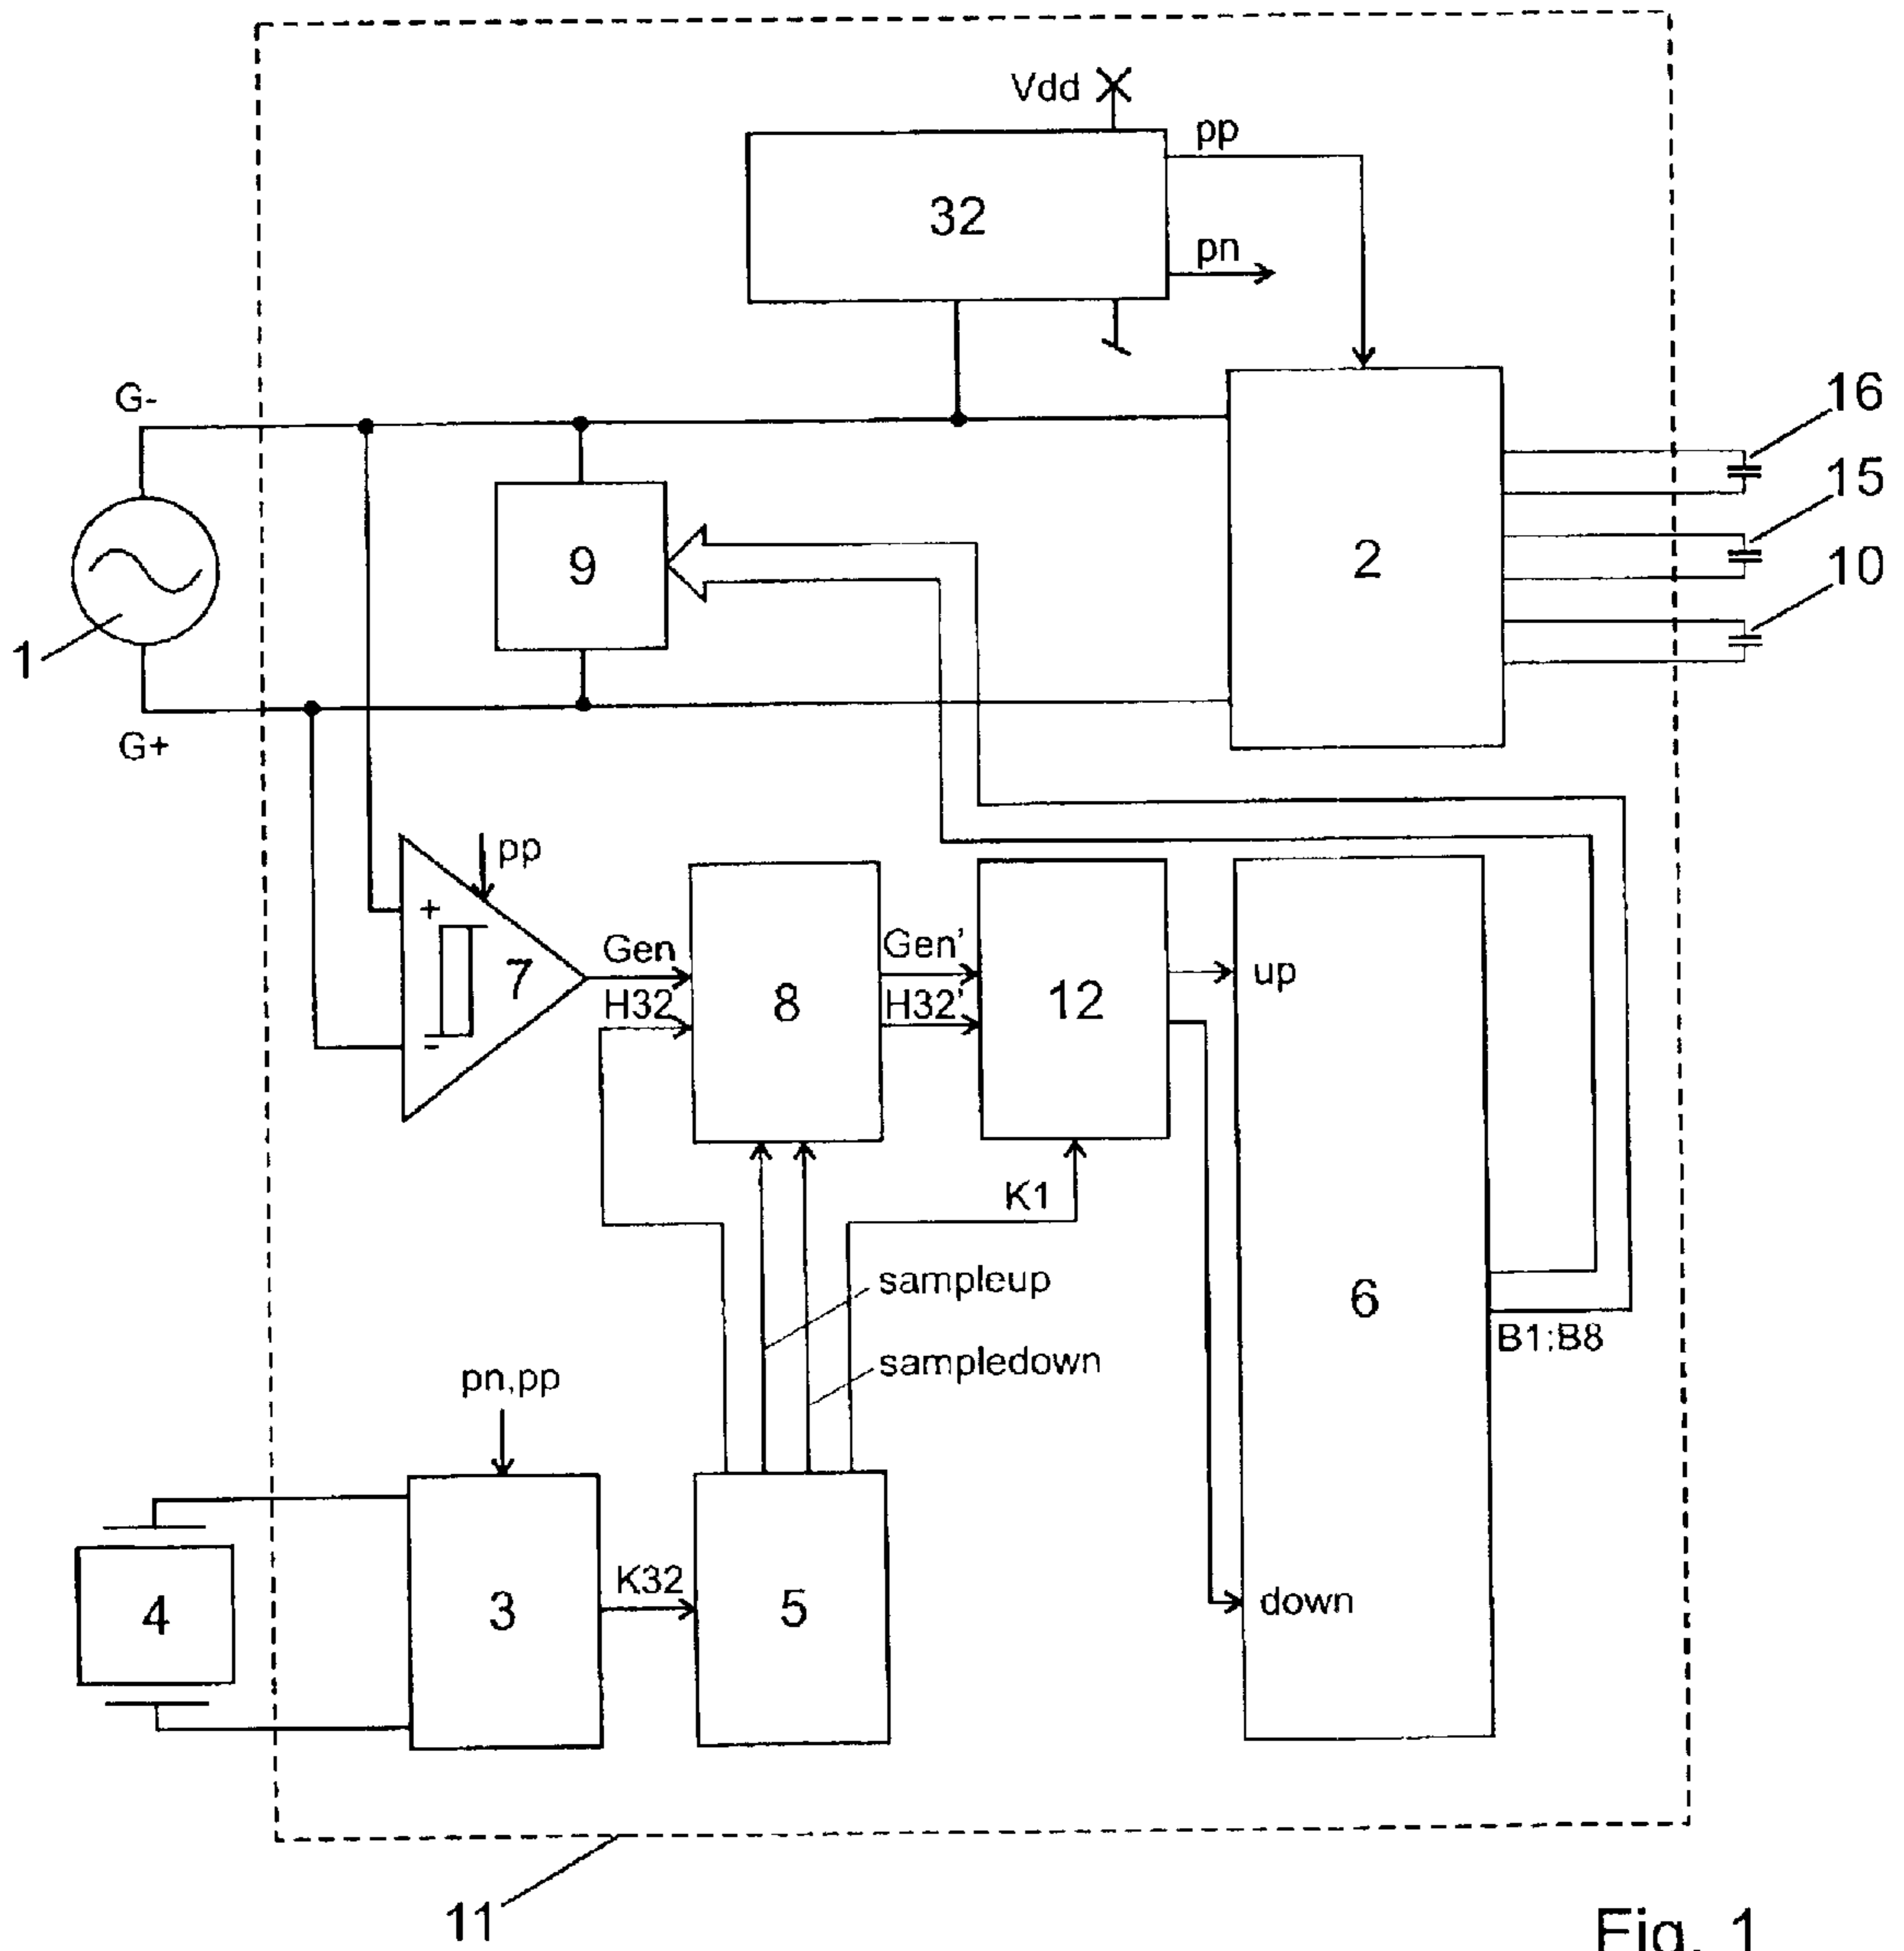 Vdd
pp
32
pn
G-
16
15
9
2
10
1
G+
pp
+
Gen
Gen'
7
H32
8
H32'
12
up
-
K1
sampleup
6
B1;B8
sampledown
pn,pp
K32
4
3
5
down
11
Fig. 1